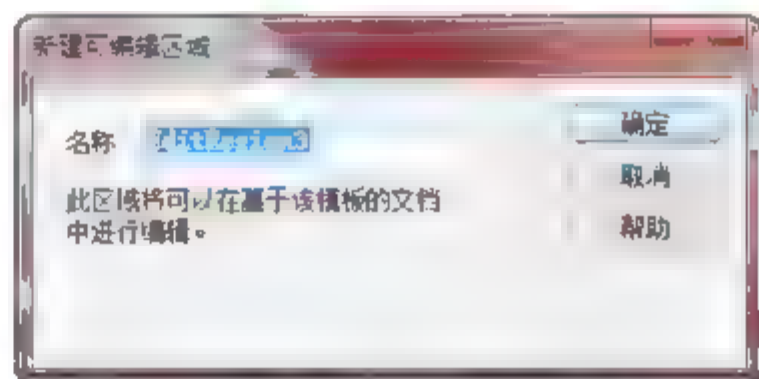 新建可编辑区域
名称 EditRegion3
确定
此区域将可以在基于该模板的文档
中进行编辑。
取消
帮助